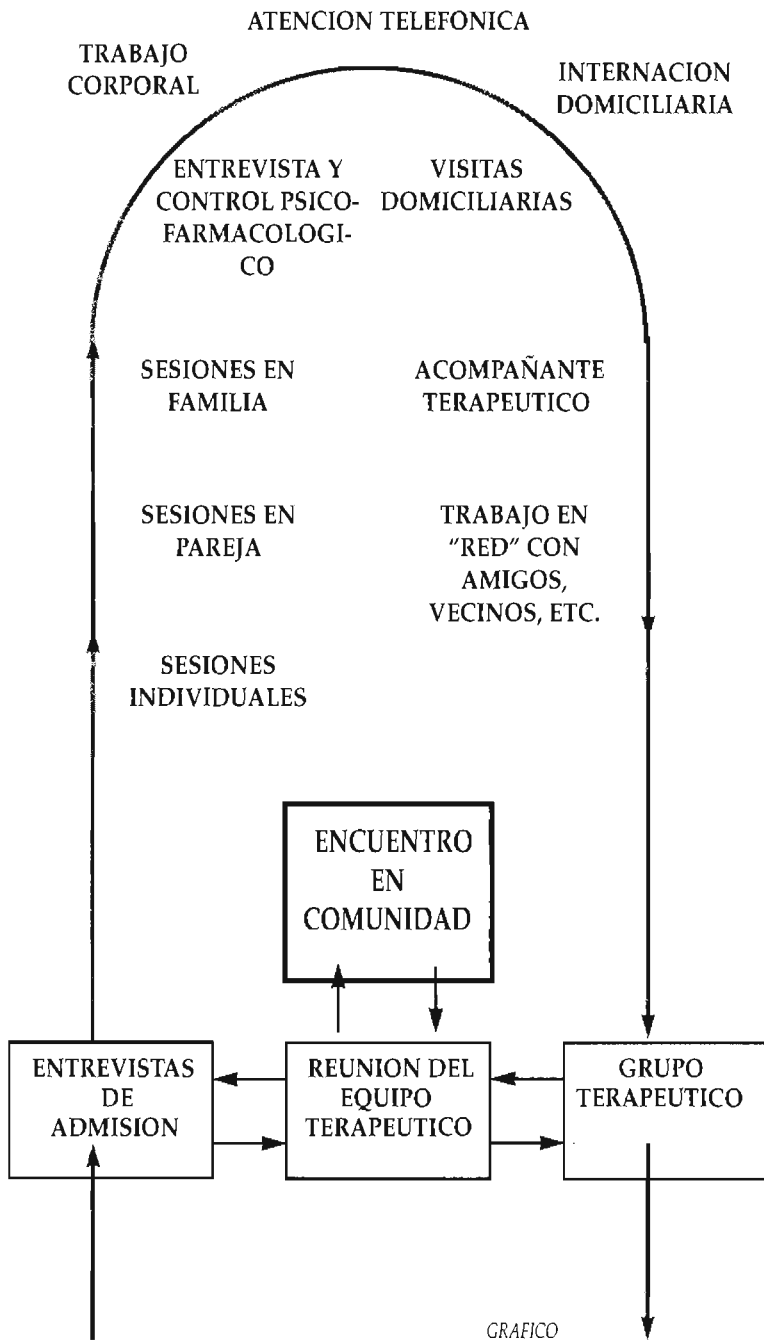 ATENCION TELEFONICA
TRABAJO
CORPORAL
INTERNACION
DOMICILIARIA
ENTREVISTA Y
CONTROL PSICO-
FARMACOLOGI-
CO
VISITAS
DOMICILIARIAS
SESIONES EN
FAMILIA
ACOMPAÑANTE
TERAPEUTICO
SESIONES EN
PAREJA
TRABAJO EN
"RED" CON
AMIGOS,
VECINOS, ETC.
SESIONES
INDIVIDUALES
ENCUENTRO
EN
COMUNIDAD
ENTREVISTAS
DE
ADMISION
REUNION DEL
EQUIPO
TERAPEUTICO
GRUPO
TERAPEUTICO
GRAFICO